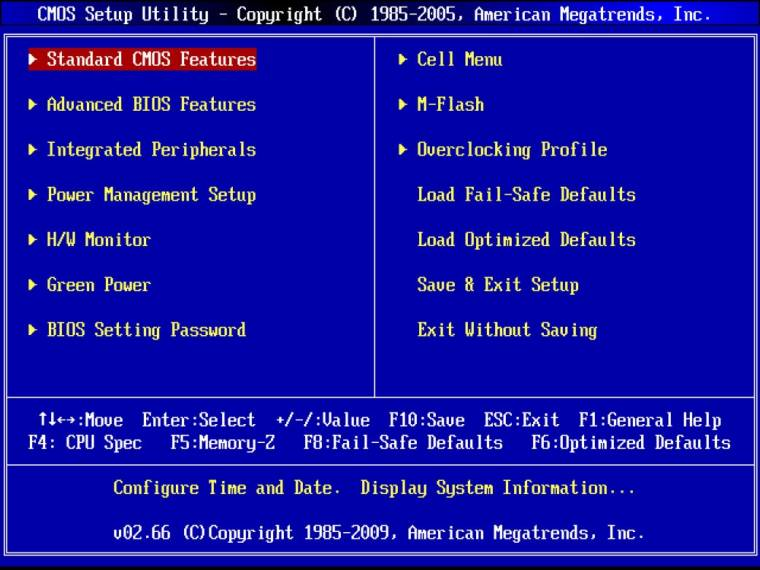 CMOS Setup Utility - Copyright (C) 1985-2005, American Megatrends, Inc.
Standard CMOS Features
Advanced BIOS Features
Integrated Peripherals
Power Management Setup
H/W Monitor
Green Power
BIOS Setting Password
Cell Menu
M-Flash
Overclocking Profile
Load Fail-Safe Defaults
Load Optimized Defaults
Save & Exit Setup
Exit Without Saving
↑↓←→:Move Enter:Select +/-/:Value F10:Save ESC:Exit F1:General Help
F4: CPU Spec F5:Memory-Z F8:Fail-Safe Defaults F6:Optimized Defaults
Configure Time and Date. Display System Information...
v02.66 (C)Copyright 1985-2009, American Megatrends, Inc.